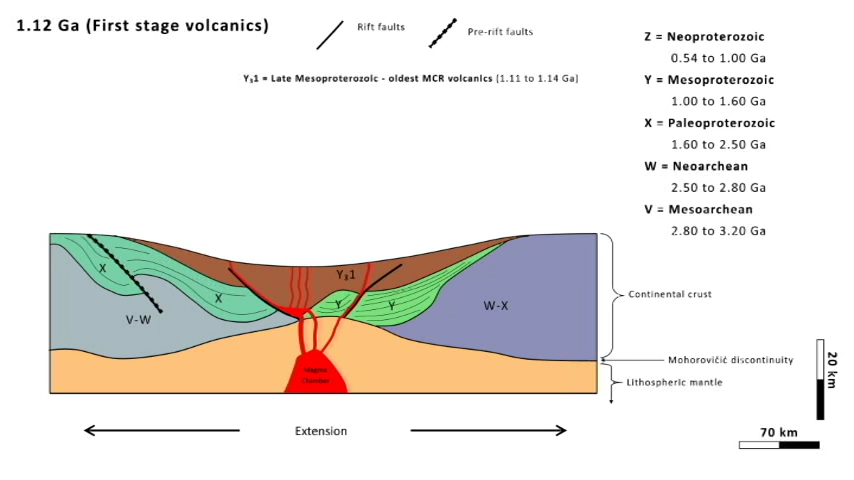 1.12 Ga (First stage volcanics)
Rift faults
Pre-rift faults
Y₃1 = Late Mesoproterozoic - oldest MCR volcanics (1.11 to 1.14 Ga)
Z = Neoproterozoic
0.54 to 1.00 Ga
Y = Mesoproterozoic
1.00 to 1.60 Ga
X = Paleoproterozoic
1.60 to 2.50 Ga
W = Neoarchean
2.50 to 2.80 Ga
V = Mesoarchean
2.80 to 3.20 Ga
X
X
V-W
Y₃1
Y
Y
W-X
Magma
Chamber
Continental crust
Mohorovičić discontinuity
Lithospheric mantle
20 km
70 km
Extension